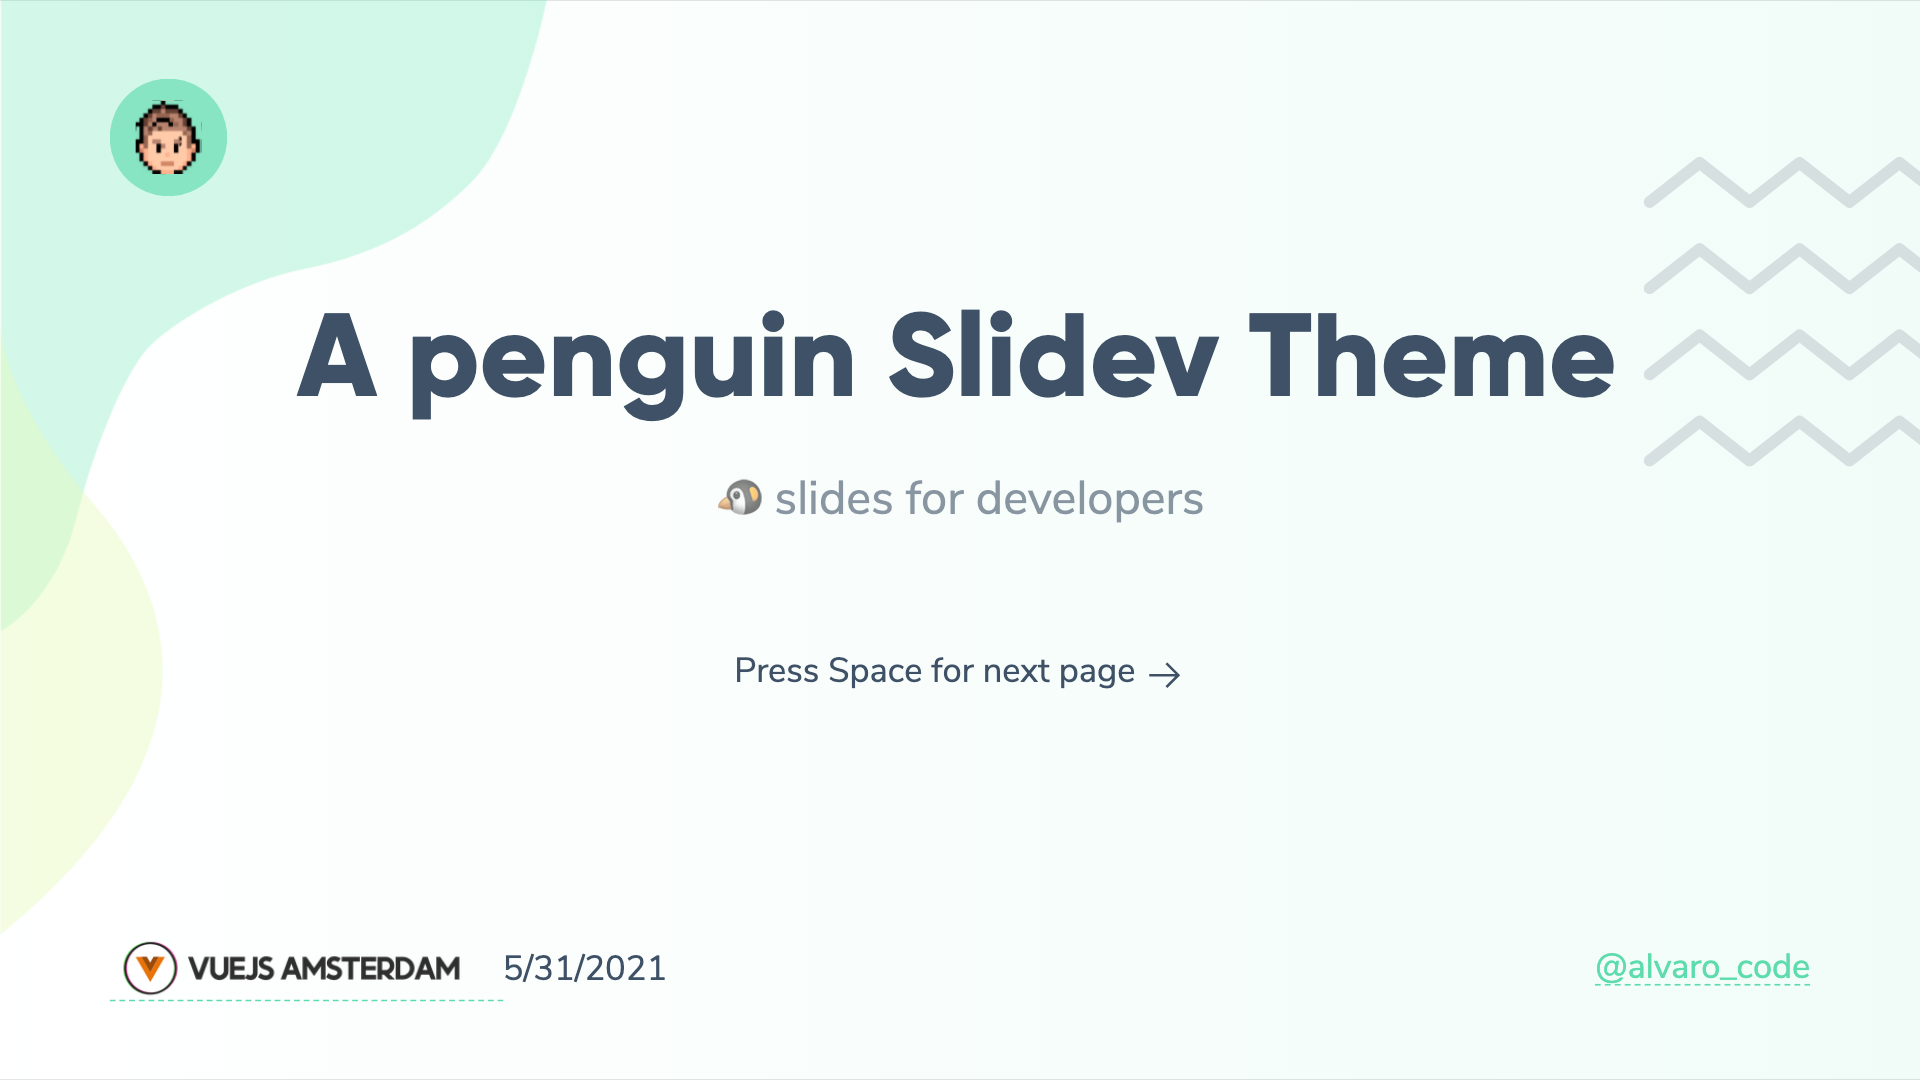 A penguin Slidev Theme
🐧 slides for developers
Press Space for next page →
VUEJS AMSTERDAM 5/31/2021
@alvaro_code